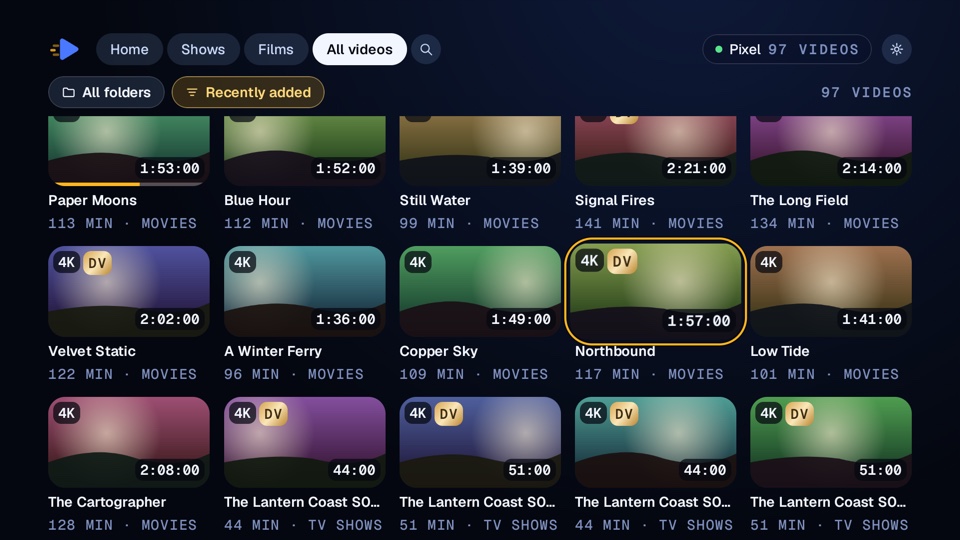 Home Shows Films All videos Pixel 97 VIDEOS
All folders Recently added 97 VIDEOS
1:53:00 1:52:00 1:39:00 2:21:00 2:14:00
Paper Moons Blue Hour Still Water Signal Fires The Long Field
113 MIN · MOVIES 112 MIN · MOVIES 99 MIN · MOVIES 141 MIN · MOVIES 134 MIN · MOVIES
4K DV 4K 4K 4K DV 4K
2:02:00 1:36:00 1:49:00 1:57:00 1:41:00
Velvet Static A Winter Ferry Copper Sky Northbound Low Tide
122 MIN · MOVIES 96 MIN · MOVIES 109 MIN · MOVIES 117 MIN · MOVIES 101 MIN · MOVIES
4K 4K DV 4K DV 4K DV 4K DV
2:08:00 44:00 51:00 44:00 51:00
The Cartographer The Lantern Coast S0… The Lantern Coast S0… The Lantern Coast S0… The Lantern Coast S0…
128 MIN · MOVIES 44 MIN · TV SHOWS 51 MIN · TV SHOWS 44 MIN · TV SHOWS 51 MIN · TV SHOWS